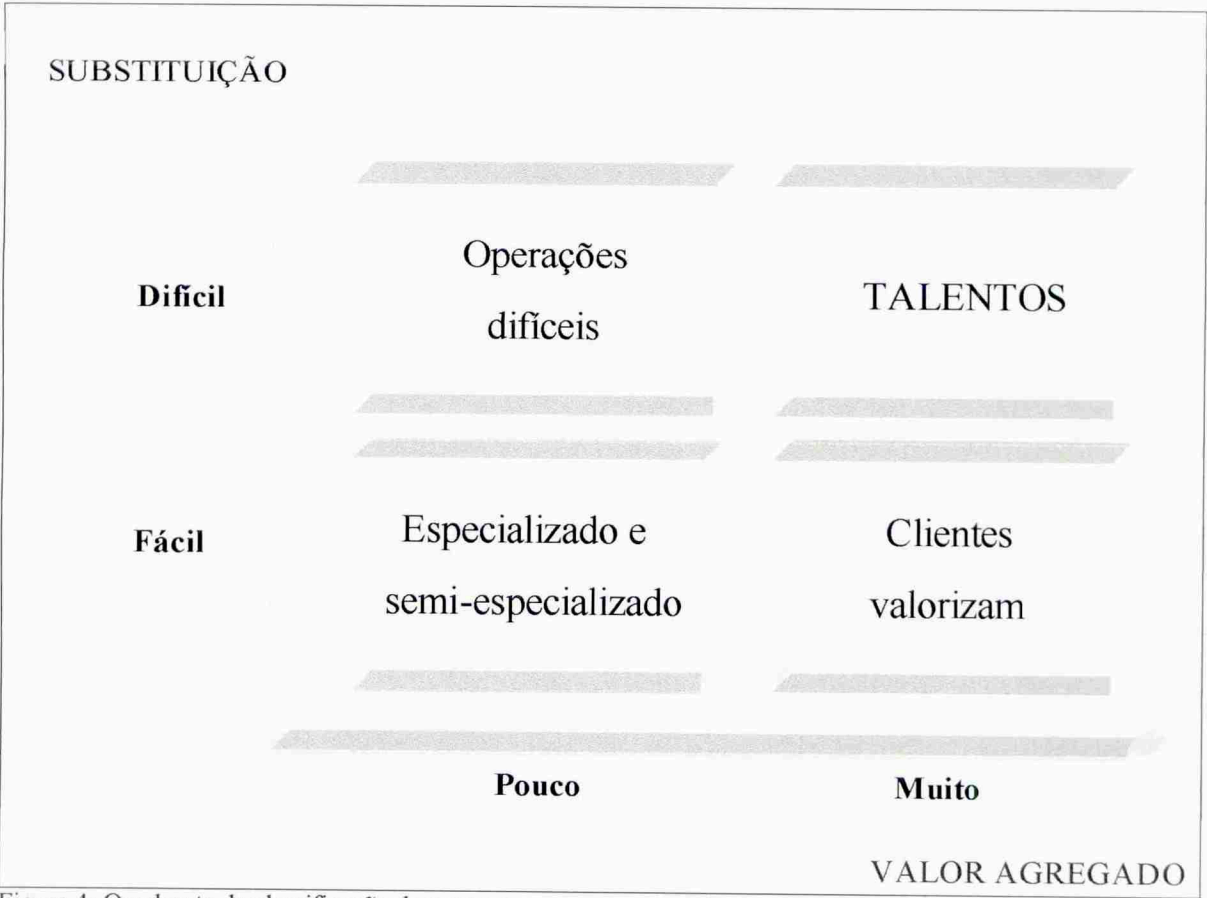 SUBSTITUIÇÃO
Difícil
Operações
difíceis
TALENTOS
Fácil
Especializado e
semi-especializado
Clientes
valorizam
Pouco
Muito
VALOR AGREGADO